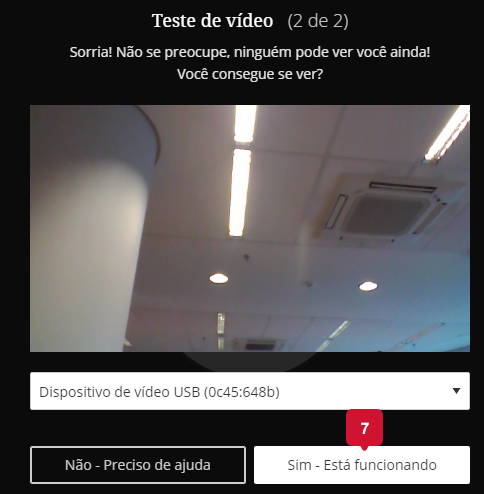 Teste de vídeo (2 de 2)
Sorria! Não se preocupe, ninguém pode ver você ainda!
Você consegue se ver?
Dispositivo de vídeo USB (0c45:648b)
7
Não - Preciso de ajuda
Sim - Está funcionando